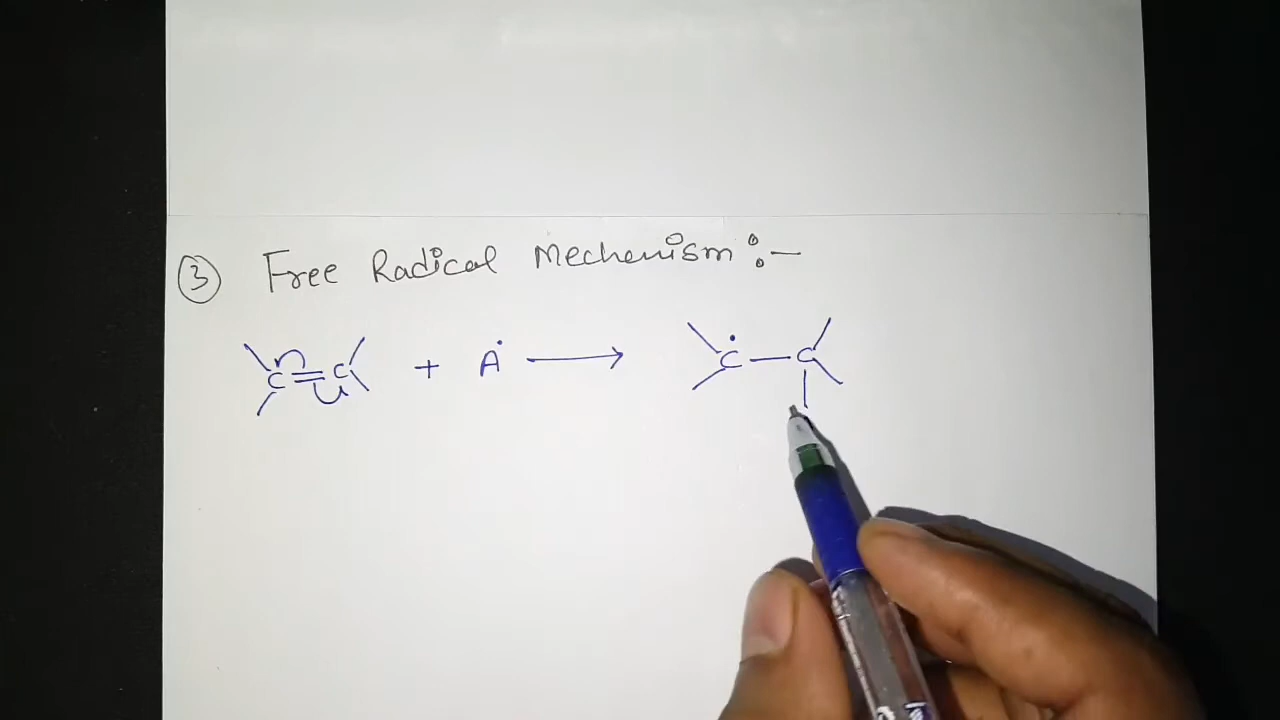 ③ Free Radical Mechanism :-
C=C + A• ⟶ Ċ—C